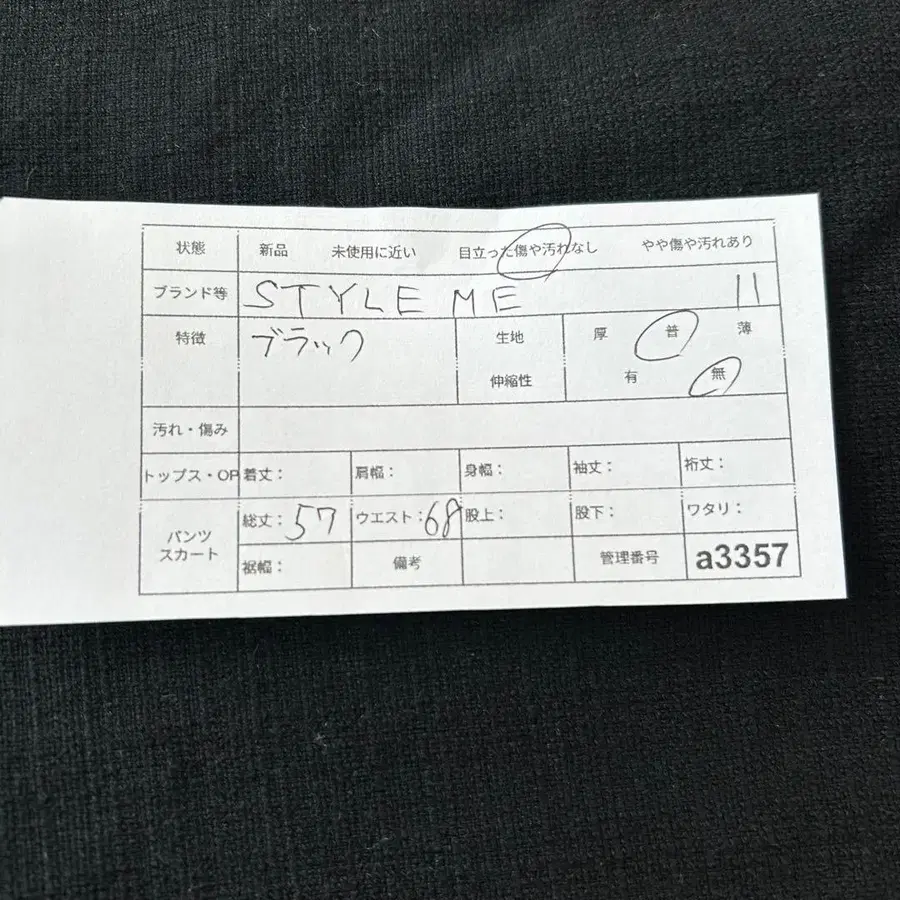 状態 新品 未使用に近い 目立った傷や汚れなし やや傷や汚れあり
ブランド等 STYLE ME 11
特徴 ブラック 生地 厚 普 薄
伸縮性 有 無
汚れ・傷み
トップス・OP 着丈： 肩幅： 身幅： 袖丈： 裄丈：
パンツ スカート 総丈：57 ウエスト：68 股上： 股下： ワタリ：
裾幅： 備考 管理番号 a3357